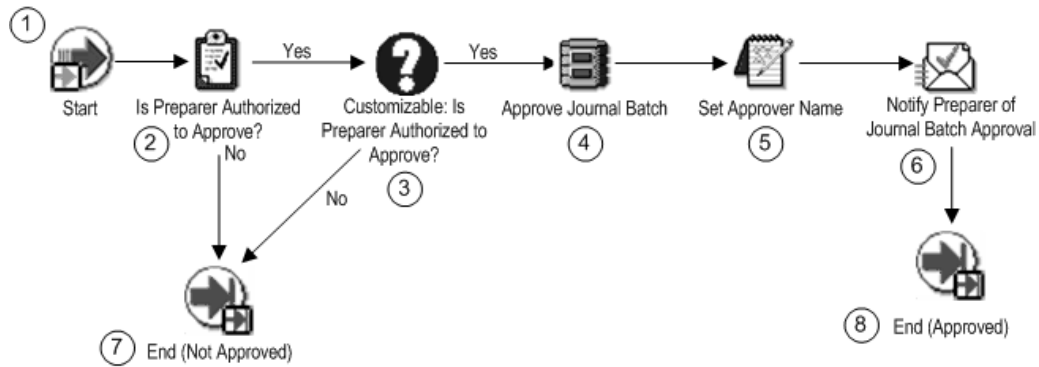 1
Start
Is Preparer Authorized
to Approve?
2
Yes
No
Customizable: Is
Preparer Authorized to
Approve?
3
Yes
No
Approve Journal Batch
4
Set Approver Name
5
Notify Preparer of
Journal Batch Approval
6
7
End (Not Approved)
8
End (Approved)